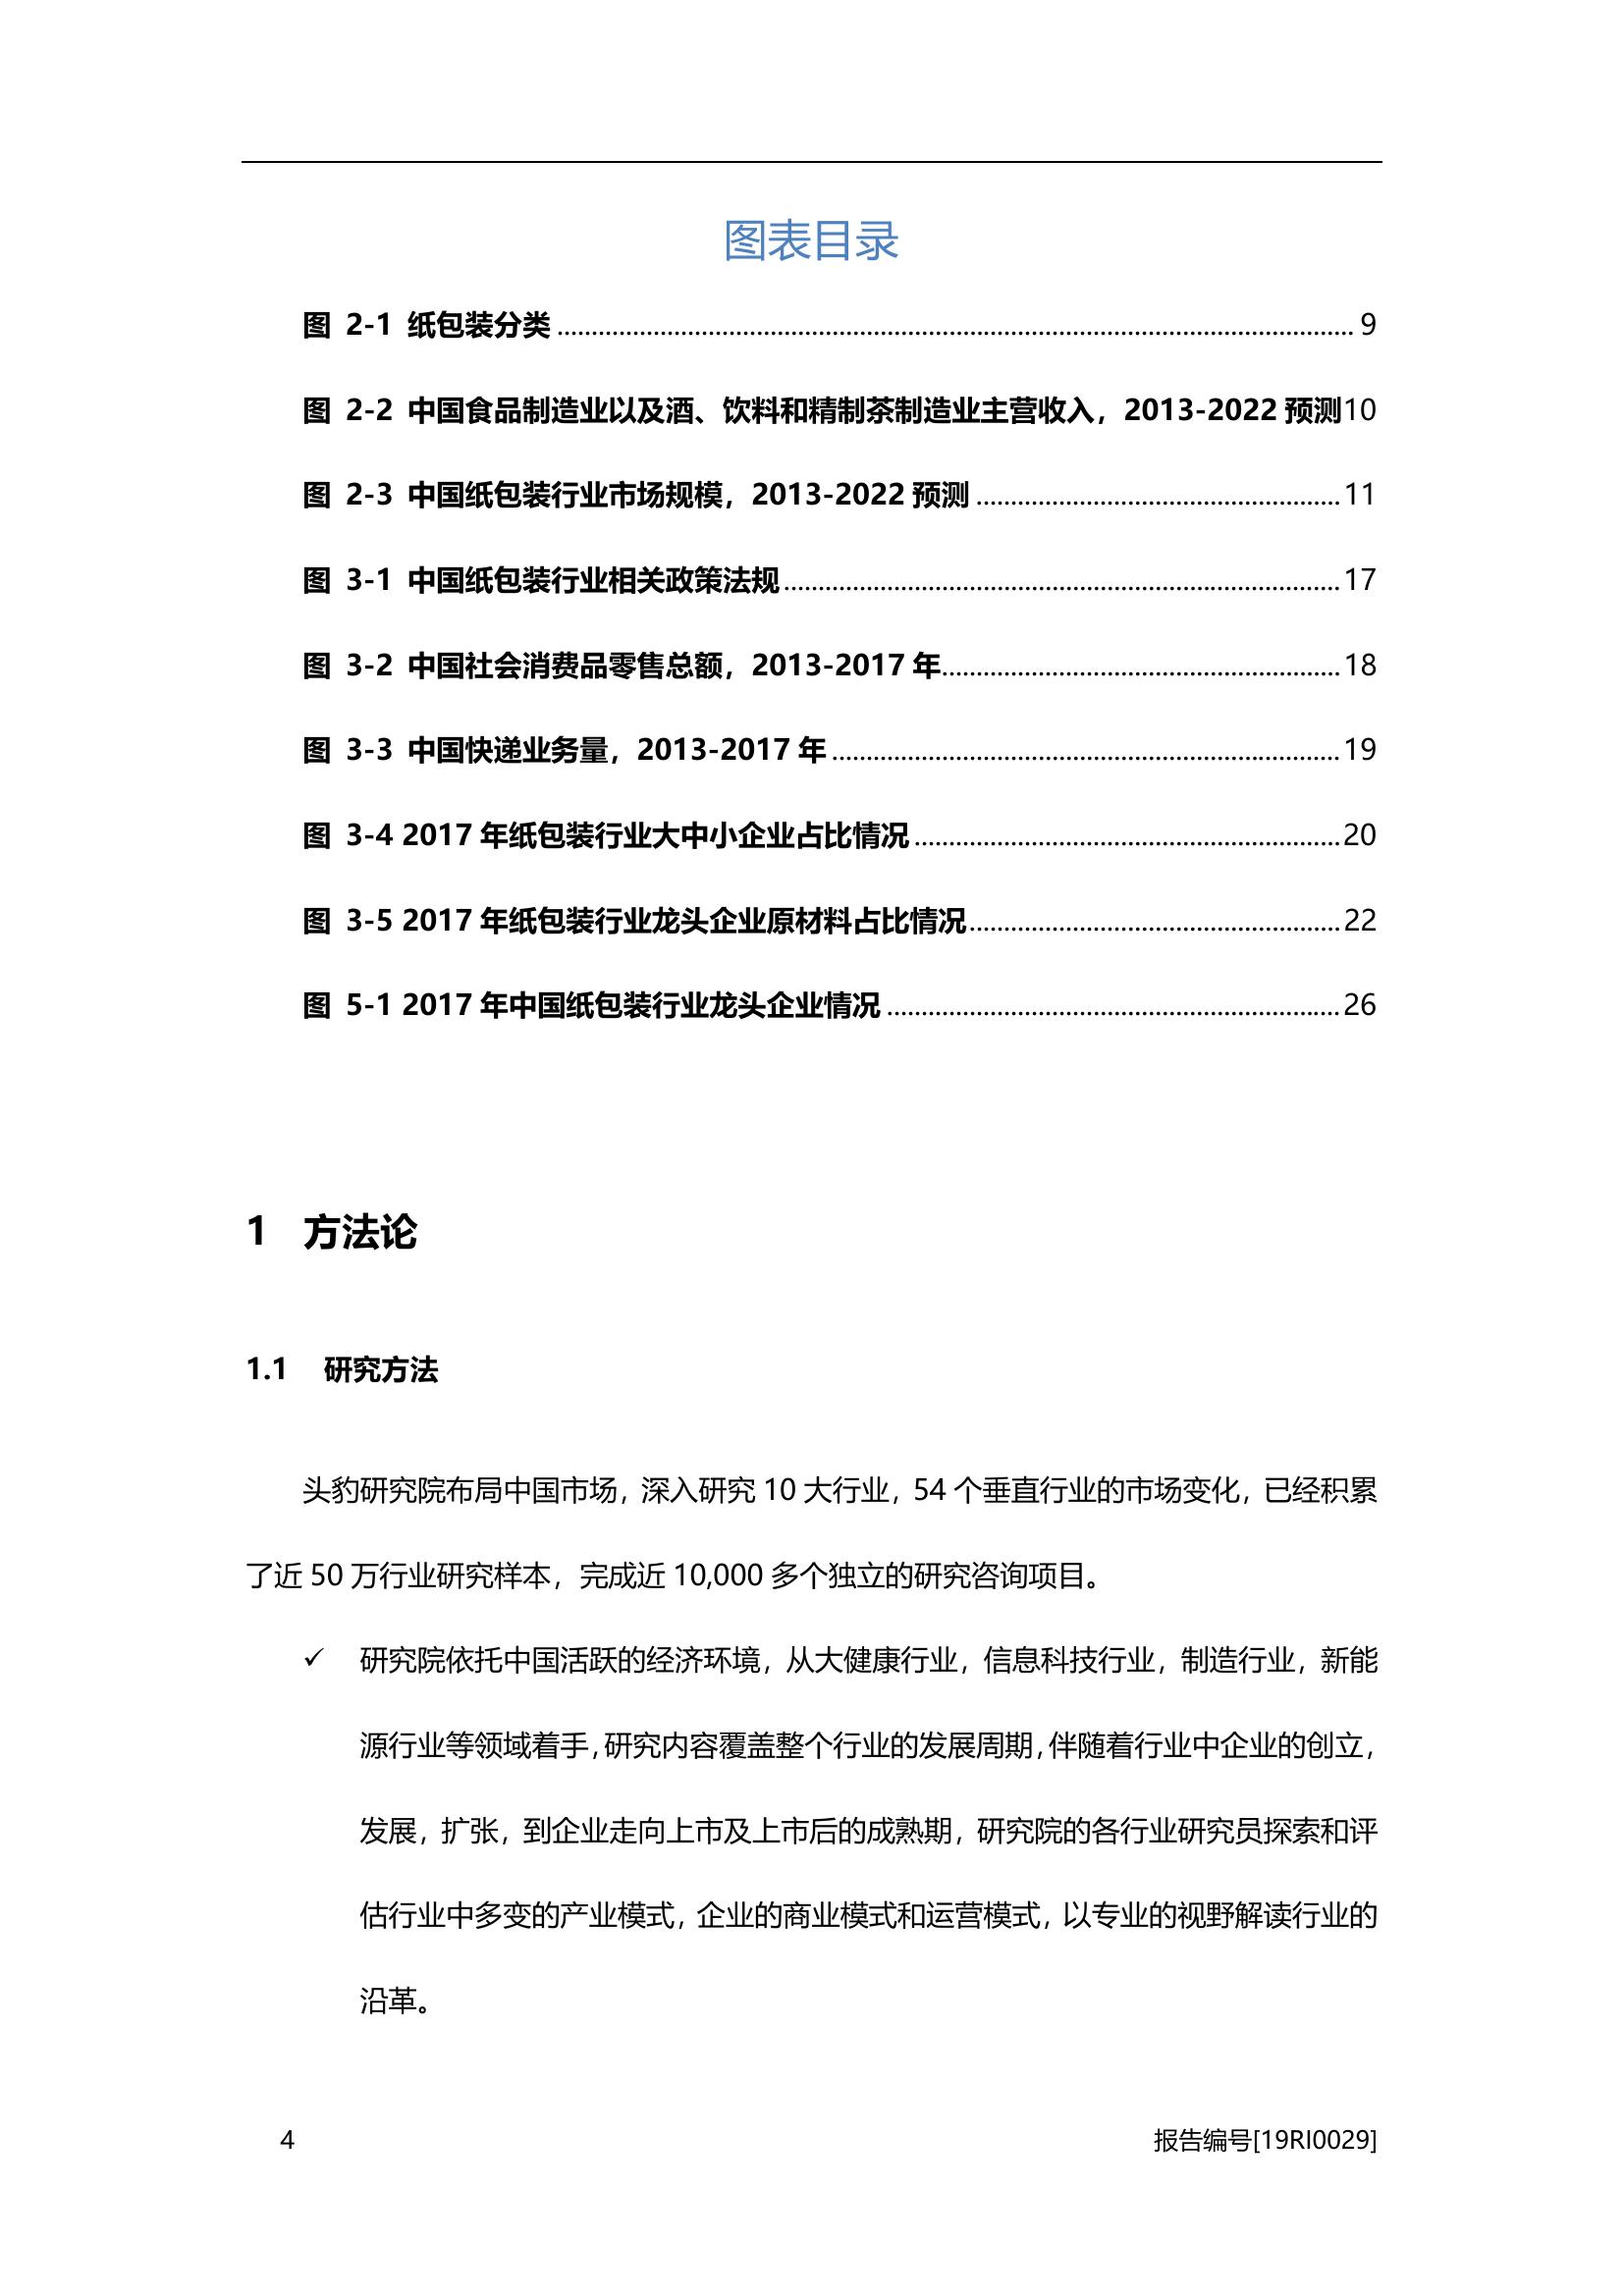 图表目录
图 2-1 纸包装分类 ........................................ 9
图 2-2 中国食品制造业以及酒、饮料和精制茶制造业主营收入，2013-2022 预测10
图 2-3 中国纸包装行业市场规模，2013-2022 预测 ........................................ 11
图 3-1 中国纸包装行业相关政策法规 ........................................ 17
图 3-2 中国社会消费品零售总额，2013-2017 年 ........................................ 18
图 3-3 中国快递业务量，2013-2017 年 ........................................ 19
图 3-4 2017 年纸包装行业大中小企业占比情况 ........................................ 20
图 3-5 2017 年纸包装行业龙头企业原材料占比情况 ........................................ 22
图 5-1 2017 年中国纸包装行业龙头企业情况 ........................................ 26
1 方法论
1.1 研究方法
头豹研究院布局中国市场，深入研究 10 大行业，54 个垂直行业的市场变化，已经积累
了近 50 万行业研究样本，完成近 10,000 多个独立的研究咨询项目。
✓ 研究院依托中国活跃的经济环境，从大健康行业，信息科技行业，制造行业，新能
源行业等领域着手，研究内容覆盖整个行业的发展周期，伴随着行业中企业的创立，
发展，扩张，到企业走向上市及上市后的成熟期，研究院的各行业研究员探索和评
估行业中多变的产业模式，企业的商业模式和运营模式，以专业的视野解读行业的
沿革。
4 报告编号[19RI0029]